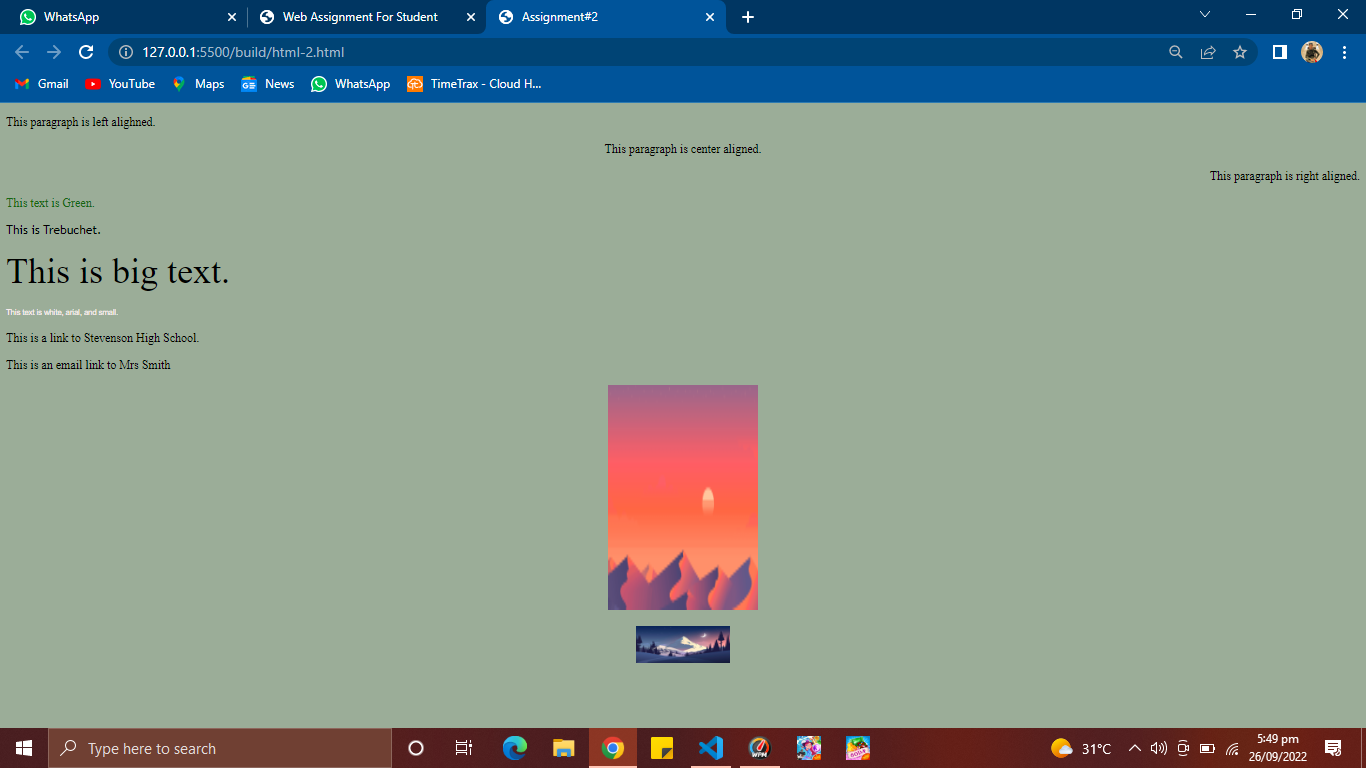 WhatsApp
Web Assignment For Student
Assignment#2
127.0.0.1:5500/build/html-2.html
Gmail
YouTube
Maps
News
WhatsApp
TimeTrax - Cloud H...
This paragraph is left alighned.
This paragraph is center aligned.
This paragraph is right aligned.
This text is Green.
This is Trebuchet.
This is big text.
This text is white, arial, and small.
This is a link to Stevenson High School.
This is an email link to Mrs Smith
Type here to search
WPM
31°C
5:49 pm
26/09/2022